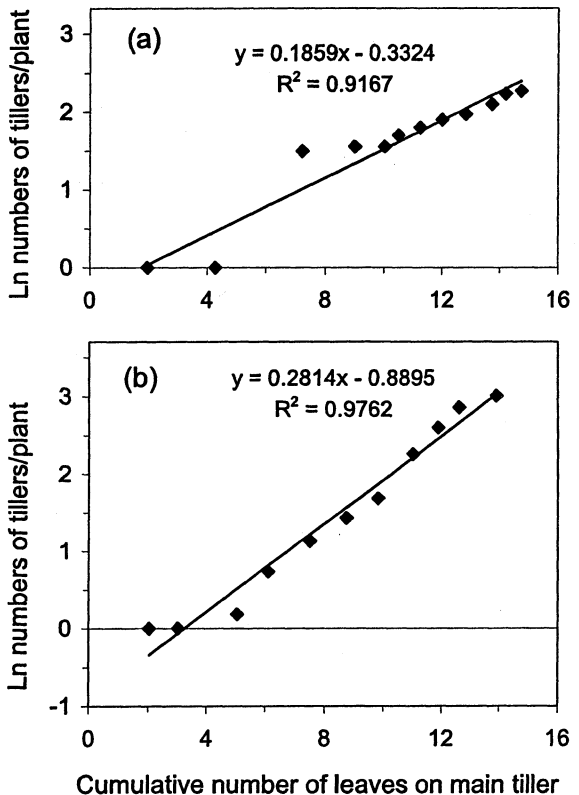 (a)
y = 0.1859x - 0.3324
R² = 0.9167
Ln numbers of tillers/plant
3
2
1
0
0 4 8 12 16
(b)
y = 0.2814x - 0.8895
R² = 0.9762
Ln numbers of tillers/plant
3
2
1
0
-1
0 4 8 12 16
Cumulative number of leaves on main tiller